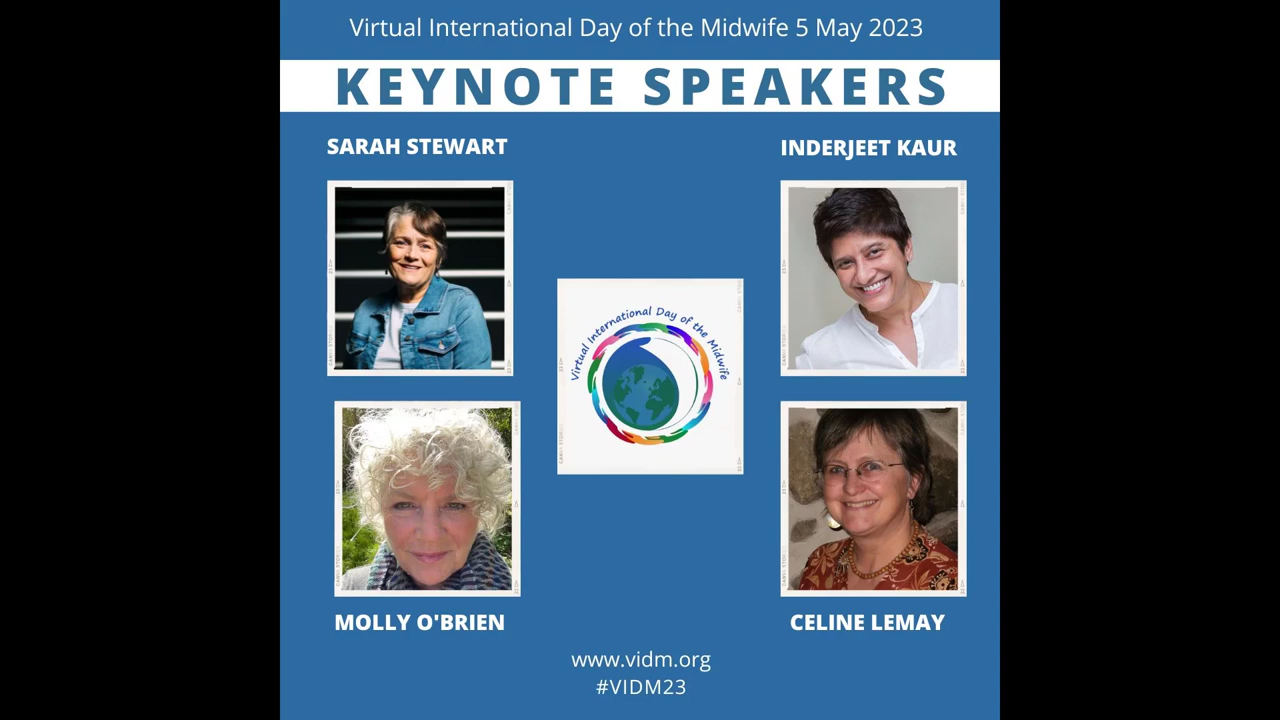 Virtual International Day of the Midwife 5 May 2023
KEYNOTE SPEAKERS
SARAH STEWART
INDERJEET KAUR
Virtual International Day of the Midwife
MOLLY O'BRIEN
CELINE LEMAY
www.vidm.org
#VIDM23